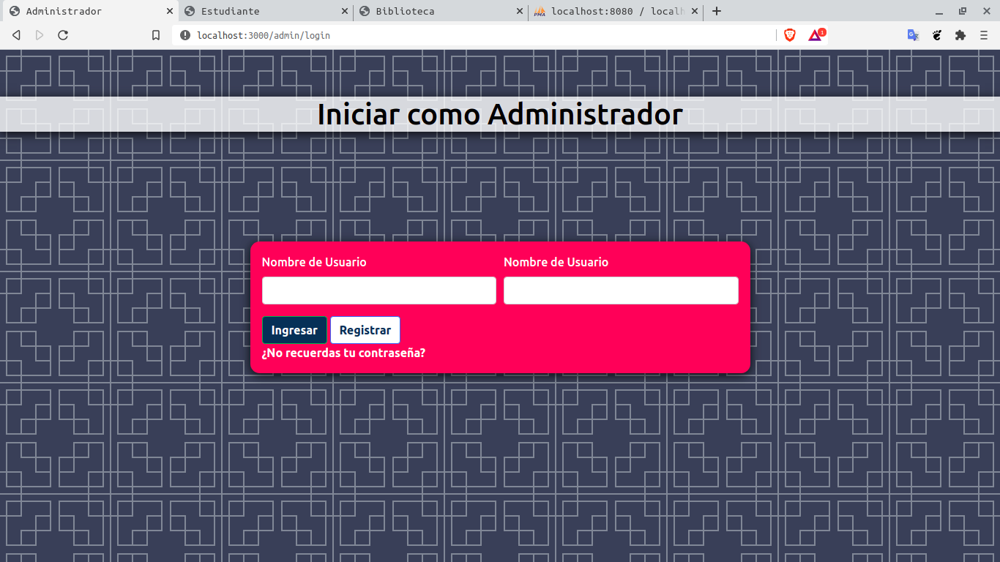 Administrador
Estudiante
Biblioteca
PMA localhost:8080 / localh
localhost:3000/admin/login
1
Iniciar como Administrador
Nombre de Usuario Nombre de Usuario
Ingresar Registrar
¿No recuerdas tu contraseña?